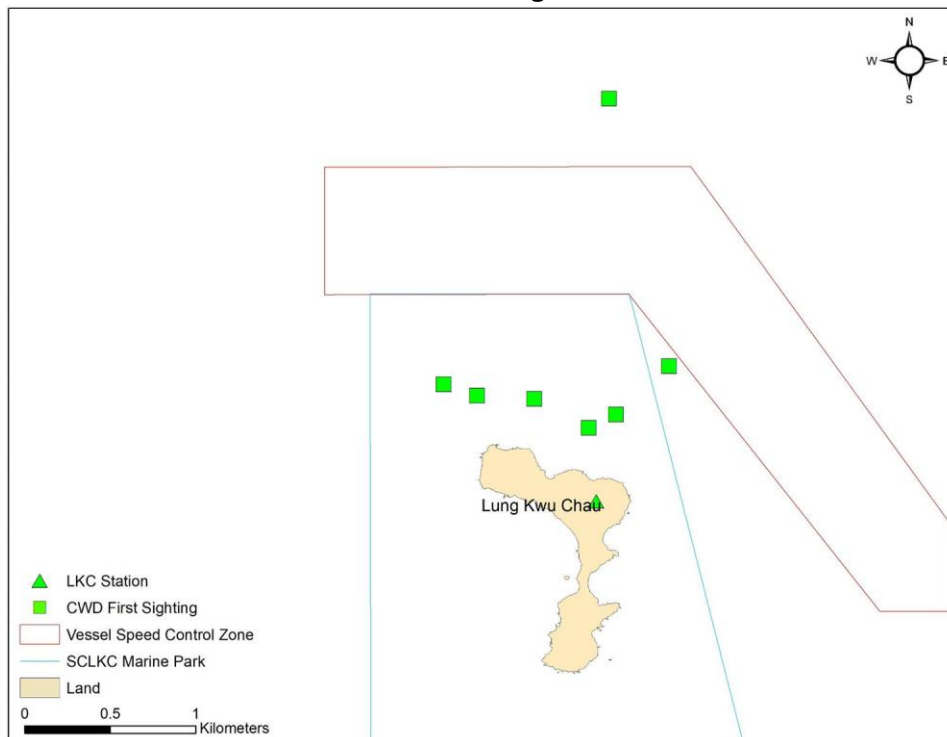 N
W E
S
Lung Kwu Chau
LKC Station
CWD First Sighting
Vessel Speed Control Zone
SCLKC Marine Park
Land
0 0.5 1
Kilometers